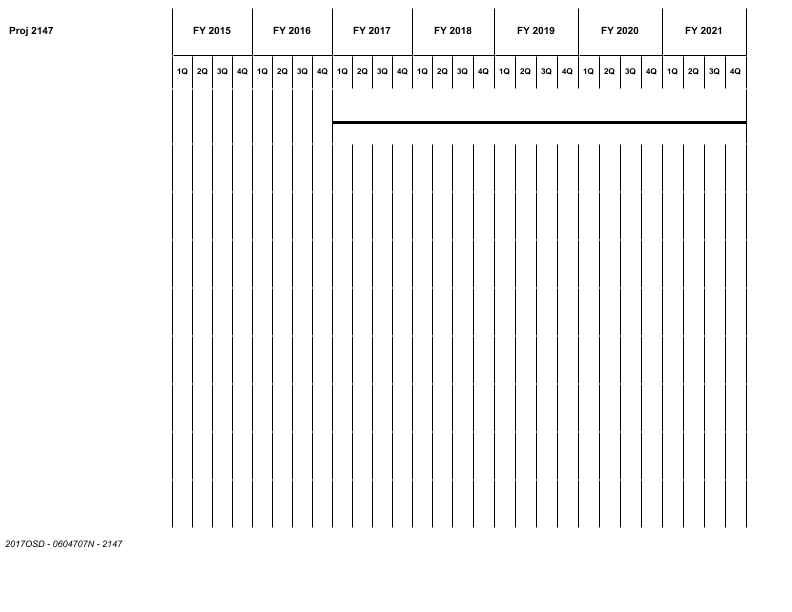 Proj 2147 FY 2015 FY 2016 FY 2017 FY 2018 FY 2019 FY 2020 FY 2021
1Q 2Q 3Q 4Q 1Q 2Q 3Q 4Q 1Q 2Q 3Q 4Q 1Q 2Q 3Q 4Q 1Q 2Q 3Q 4Q 1Q 2Q 3Q 4Q 1Q 2Q 3Q 4Q
2017OSD - 0604707N - 2147